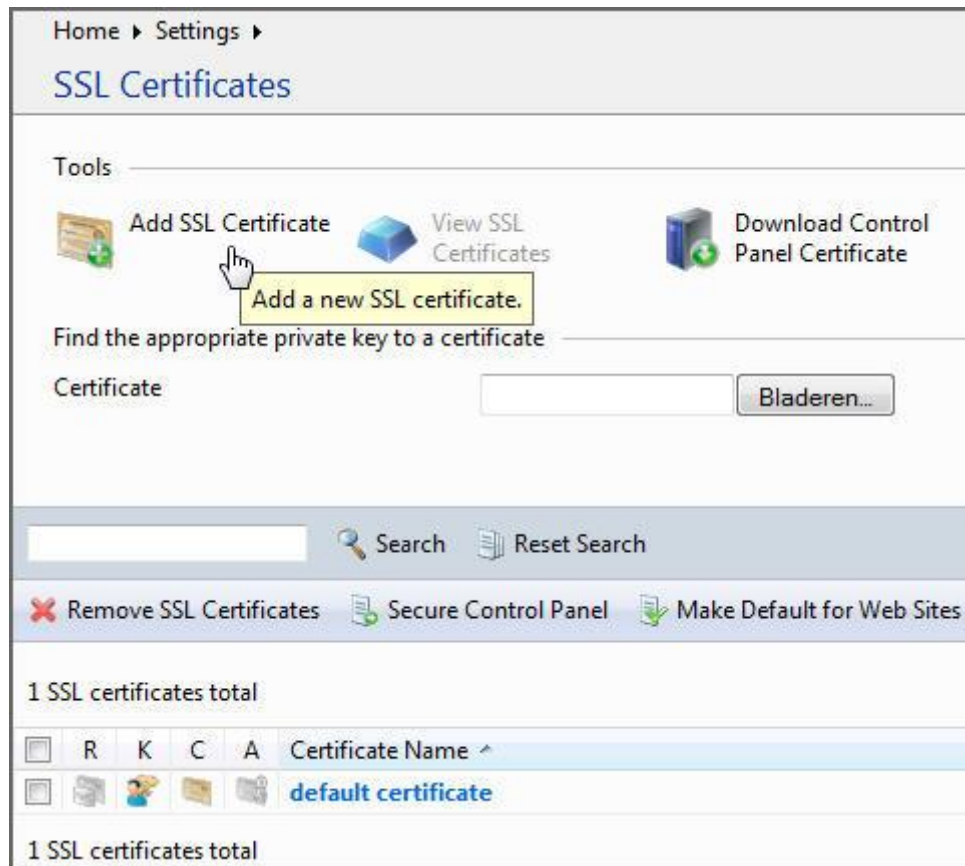 Home ▸ Settings ▸
SSL Certificates
Tools
Add SSL Certificate
View SSL
Certificates
Download Control
Panel Certificate
Add a new SSL certificate.
Find the appropriate private key to a certificate
Certificate
Bladeren...
Search
Reset Search
Remove SSL Certificates
Secure Control Panel
Make Default for Web Sites
1 SSL certificates total
R K C A Certificate Name
default certificate
1 SSL certificates total